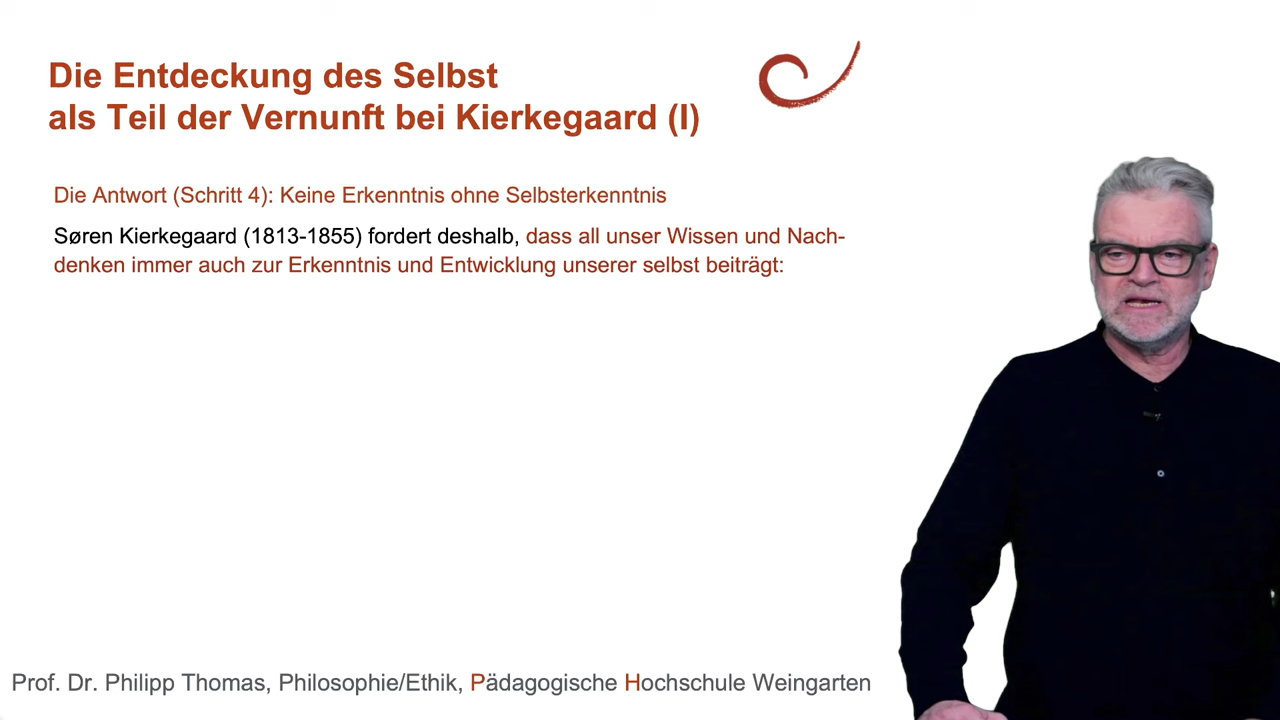 Die Entdeckung des Selbst
als Teil der Vernunft bei Kierkegaard (I)
Die Antwort (Schritt 4): Keine Erkenntnis ohne Selbsterkenntnis
Søren Kierkegaard (1813-1855) fordert deshalb, dass all unser Wissen und Nach-
denken immer auch zur Erkenntnis und Entwicklung unserer selbst beiträgt:
Prof. Dr. Philipp Thomas, Philosophie/Ethik, Pädagogische Hochschule Weingarten